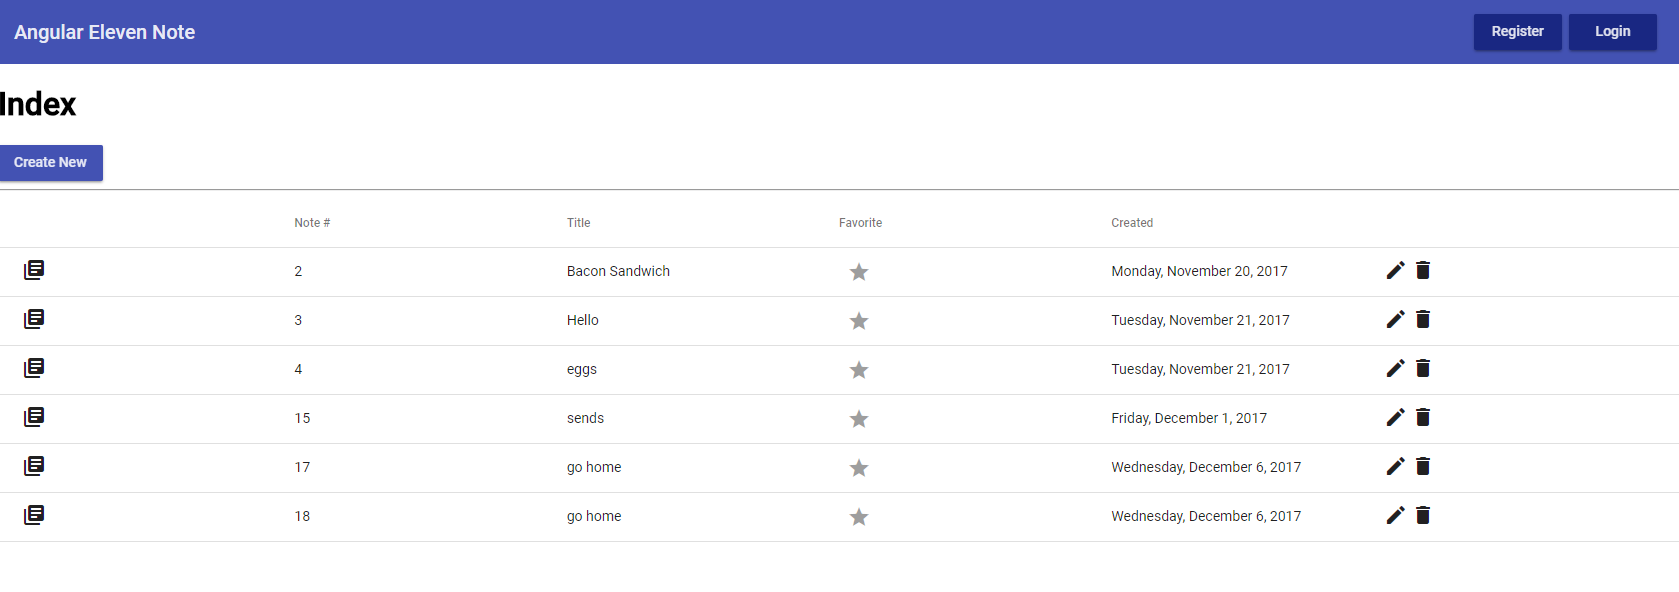 Angular Eleven Note Register Login
Index
Create New
Note # Title Favorite Created
2 Bacon Sandwich Monday, November 20, 2017
3 Hello Tuesday, November 21, 2017
4 eggs Tuesday, November 21, 2017
15 sends Friday, December 1, 2017
17 go home Wednesday, December 6, 2017
18 go home Wednesday, December 6, 2017